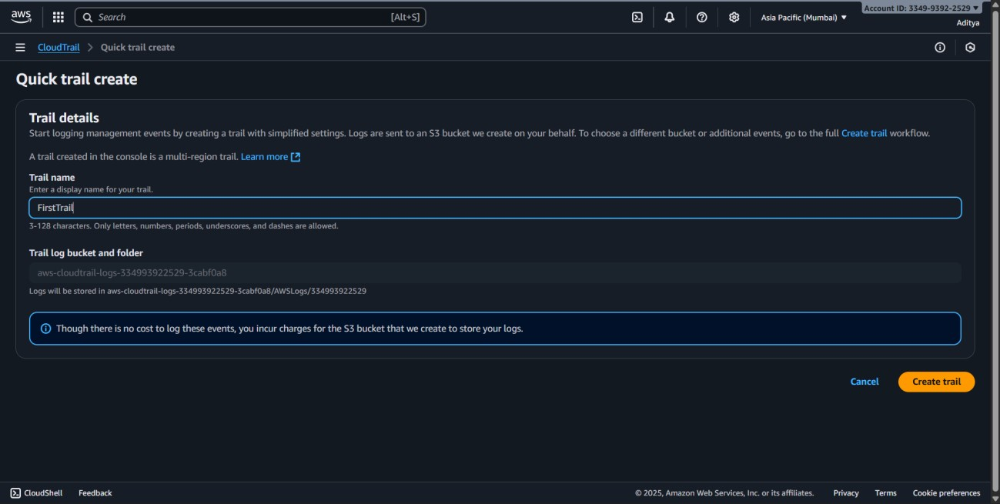 aws
Search
[Alt+S]
Asia Pacific (Mumbai)
Account ID: 3349-9392-2529
Aditya
CloudTrail > Quick trail create
Quick trail create
Trail details
Start logging management events by creating a trail with simplified settings. Logs are sent to an S3 bucket we create on your behalf. To choose a different bucket or additional events, go to the full Create trail workflow.
A trail created in the console is a multi-region trail. Learn more
Trail name
Enter a display name for your trail.
FirstTrail
3-128 characters. Only letters, numbers, periods, underscores, and dashes are allowed.
Trail log bucket and folder
aws-cloudtrail-logs-334993922529-3cabf0a8
Logs will be stored in aws-cloudtrail-logs-334993922529-3cabf0a8/AWSLogs/334993922529
Though there is no cost to log these events, you incur charges for the S3 bucket that we create to store your logs.
Cancel
Create trail
CloudShell
Feedback
© 2025, Amazon Web Services, Inc. or its affiliates.
Privacy
Terms
Cookie preferences